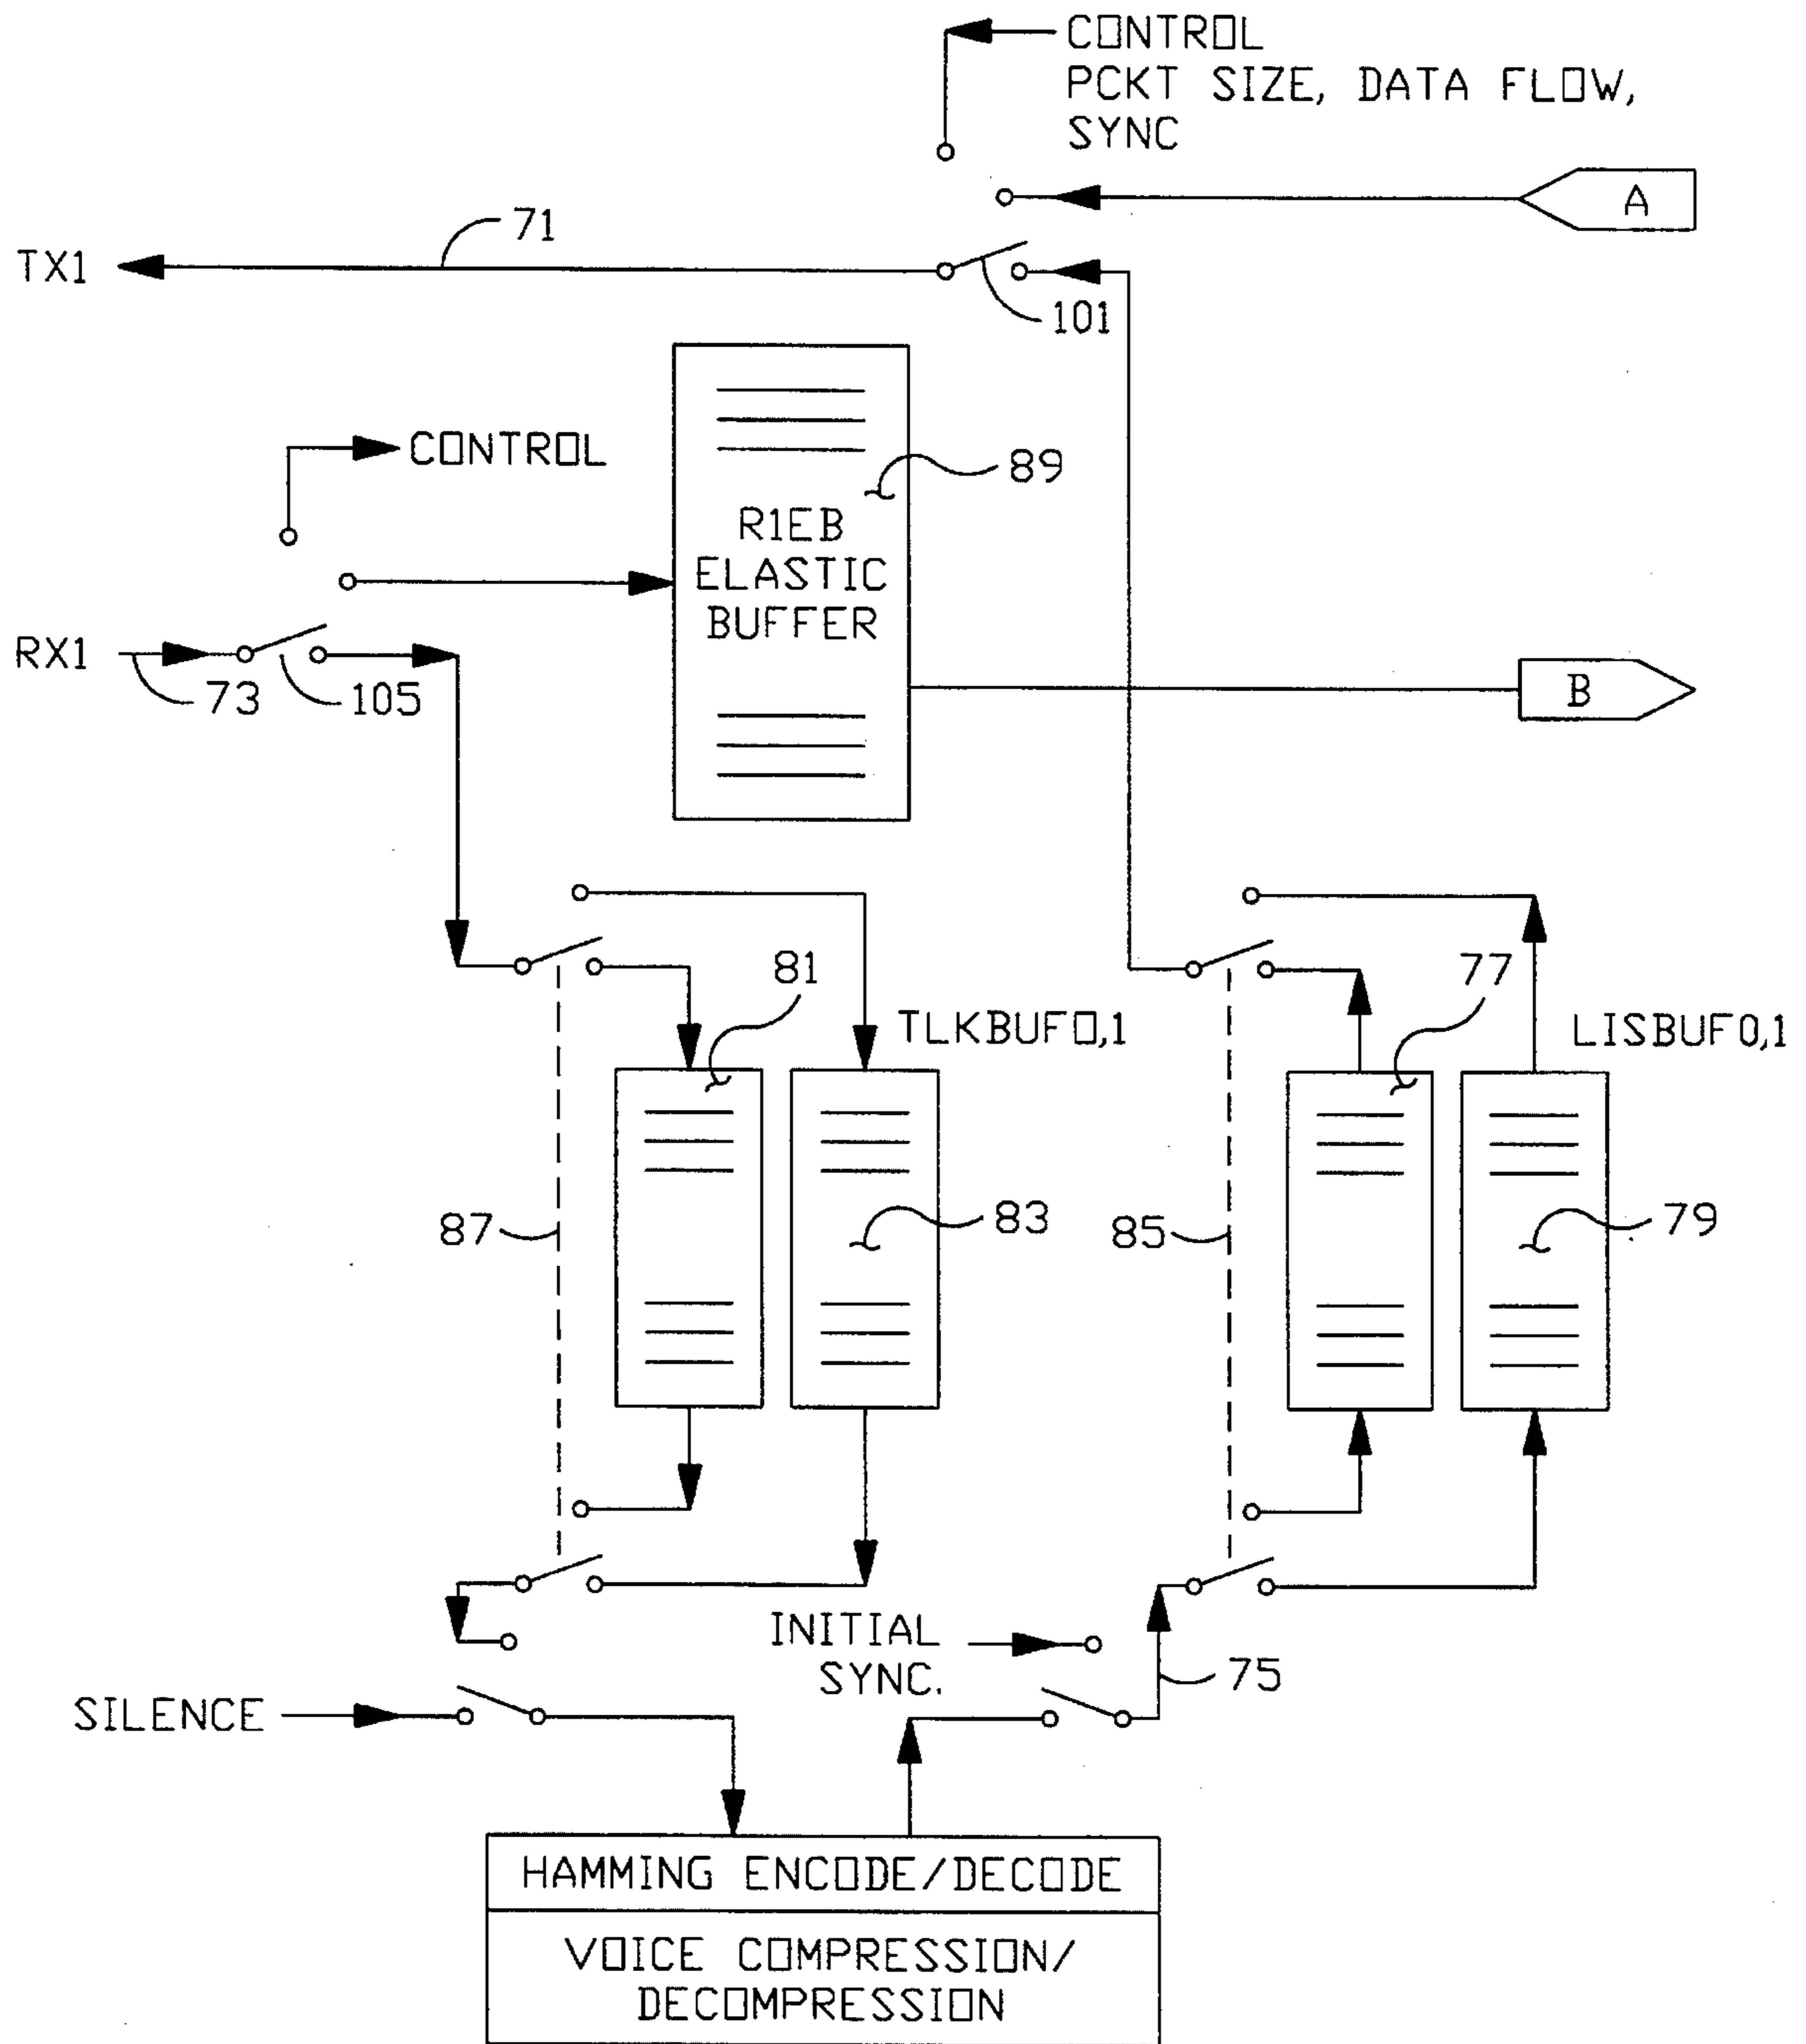 CONTROL
PCKT SIZE, DATA FLOW,
SYNC
A
71
TX1
101
CONTROL
89
R1EB
ELASTIC
BUFFER
RX1
73
105
B
81
77
TLKBUF0,1
LISBUF0,1
87
83
85
79
INITIAL
SYNC.
75
SILENCE
HAMMING ENCODE/DECODE
VOICE COMPRESSION/
DECOMPRESSION